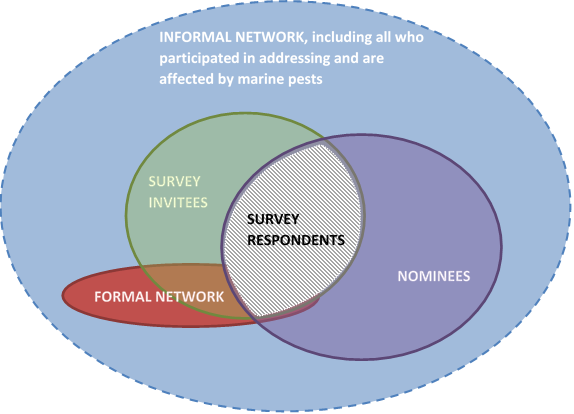 INFORMAL NETWORK, including all who
participated in addressing and are
affected by marine pests
SURVEY
INVITEES
SURVEY
RESPONDENTS
NOMINEES
FORMAL NETWORK